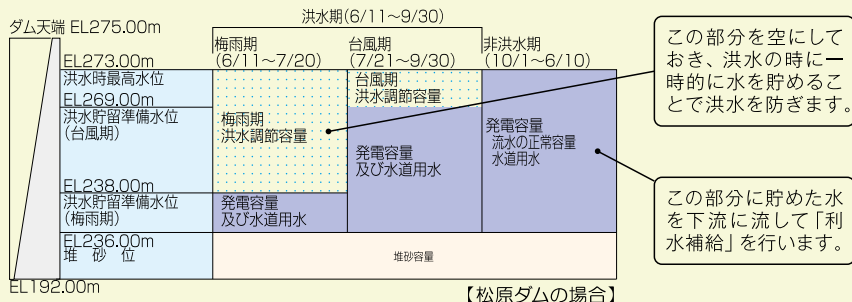 洪水期(6/11～9/30)
ダム天端 EL275.00m
梅雨期
(6/11～7/20)
台風期
(7/21～9/30)
非洪水期
(10/1～6/10)
EL273.00m
洪水時最高水位
EL269.00m
洪水貯留準備水位
(台風期)
EL238.00m
洪水貯留準備水位
(梅雨期)
EL236.00m
堆 砂 位
EL192.00m
梅雨期
洪水調節容量
発電容量
及び水道用水
台風期
洪水調節容量
発電容量
及び水道用水
発電容量
流水の正常容量
水道用水
堆砂容量
この部分を空にして
おき、洪水の時に一
時的に水を貯めるこ
とで洪水を防ぎます。
この部分に貯めた水
を下流に流して「利
水補給」を行います。
【松原ダムの場合】